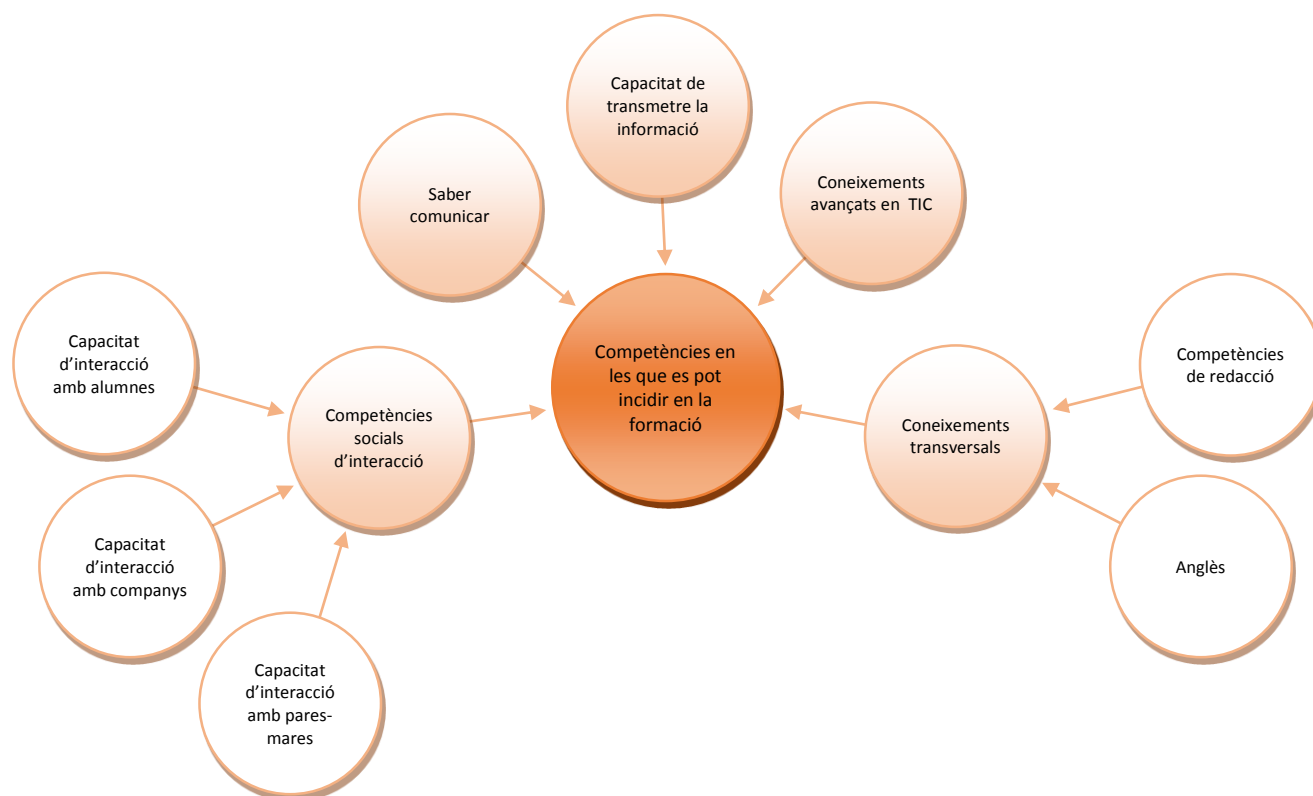 Capacitat de
transmetre la
informació
Saber
comunicar
Coneixements
avançats en TIC
Capacitat
d’interacció
amb alumnes
Competències en
les que es pot
incidir en la
formació
Competències
de redacció
Competències
socials
d’interacció
Coneixements
transversals
Capacitat
d’interacció
amb companys
Anglès
Capacitat
d’interacció
amb pares-
mares